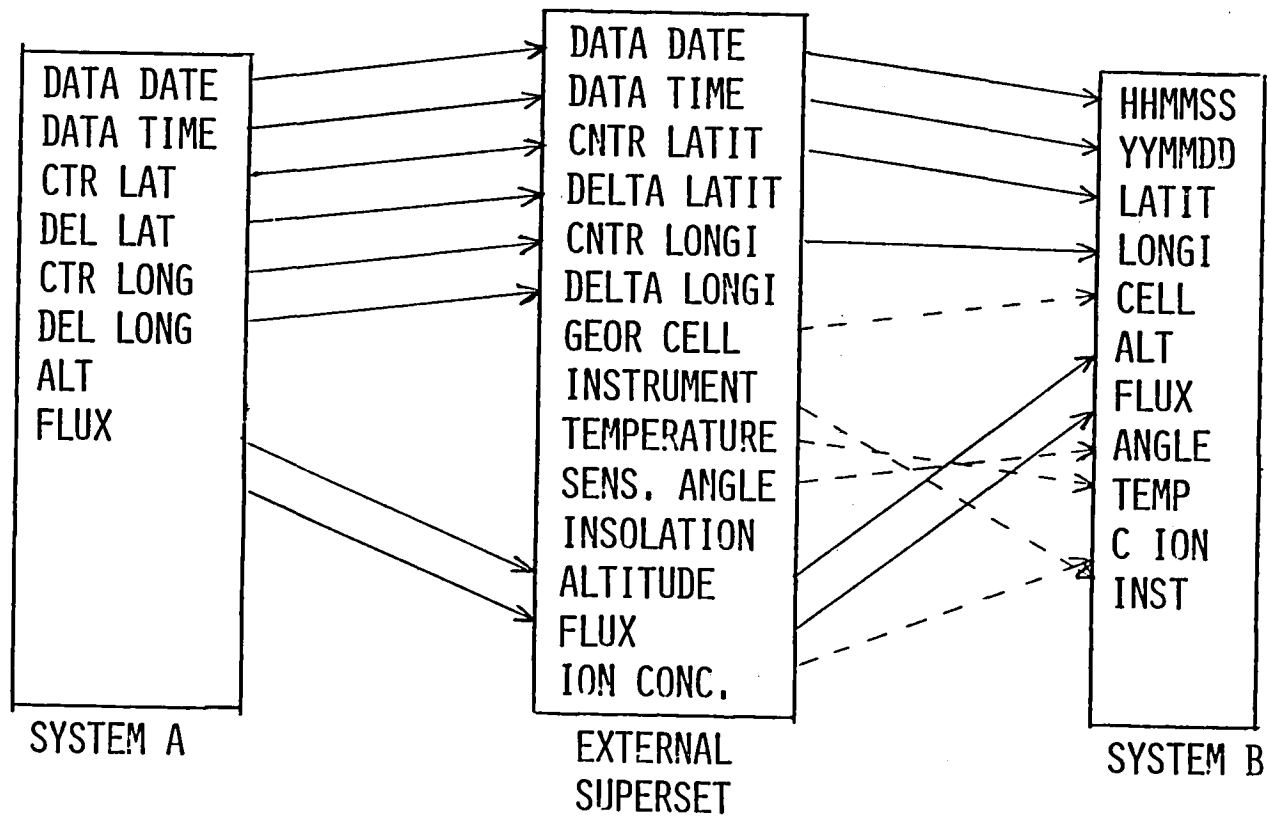 DATA DATE
DATA TIME
CTR LAT
DEL LAT
CTR LONG
DEL LONG
ALT
FLUX
SYSTEM A
DATA DATE
DATA TIME
CNTR LATIT
DELTA LATIT
CNTR LONGI
DELTA LONGI
GEOR CELL
INSTRUMENT
TEMPERATURE
SENS. ANGLE
INSOLATION
ALTITUDE
FLUX
ION CONC.
EXTERNAL
SUPERSET
HHMMSS
YYMMDD
LATIT
LONGI
CELL
ALT
FLUX
ANGLE
TEMP
C ION
INST
SYSTEM B